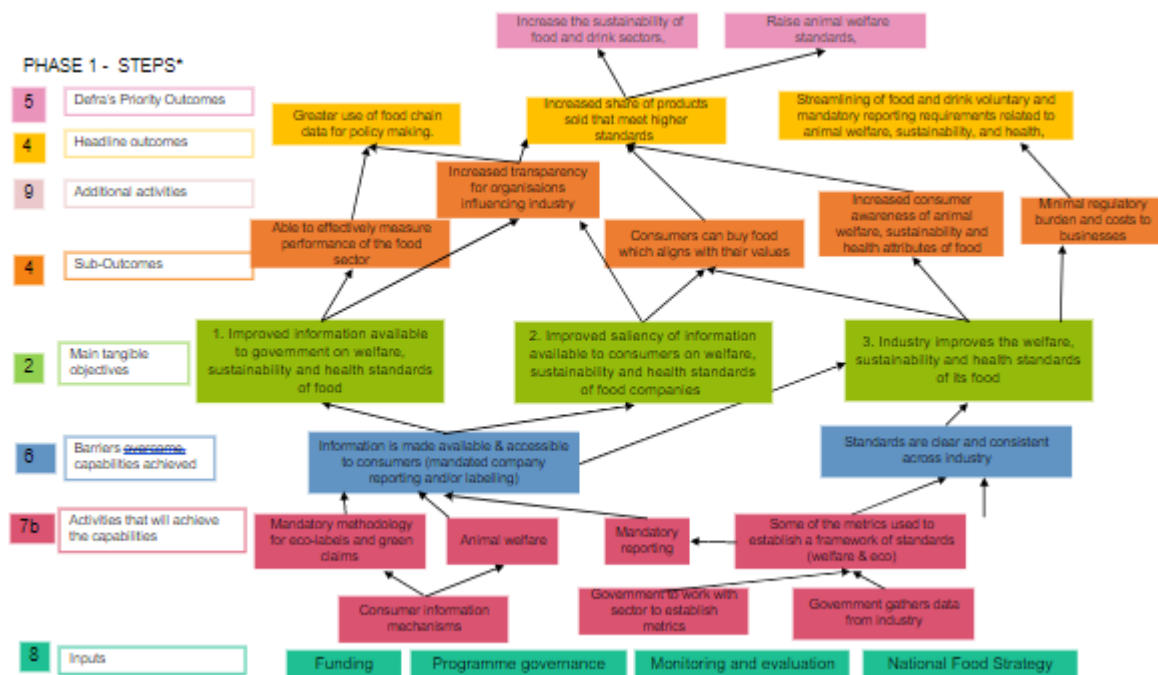 Increase the sustainability of
food and drink sectors,
Raise animal welfare
standards,
PHASE 1 - STEPS*
5
Defra's Priority Outcomes
Greater use of food chain
data for policy making.
Increased share of products
sold that meet higher
standards
Streamlining of food and drink voluntary and
mandatory reporting requirements related to
animal welfare, sustainability, and health,
4
Headline outcomes
9
Additional activities
Increased transparency
for organisaions
influencing industry
Able to effectively measure
performance of the food
sector
Consumers can buy food
which aligns with their values
Increased consumer
awareness of animal
welfare, sustainability and
health attributes of food
Minimal regulatory
burden and costs to
businesses
4
Sub-Outcomes
2
Main tangible
objectives
1. Improved information available
to government on welfare,
sustainability and health standards
of food
2. Improved saliency of information
available to consumers on welfare,
sustainability and health standards
of food companies
3. Industry improves the welfare,
sustainability and health standards
of its food
6
Barriers overcome,
capabilities achieved
Information is made available & accessible
to consumers (mandated company
reporting and/or labelling)
Standards are clear and consistent
across industry
7b
Activities that will achieve
the capabilities
Mandatory methodology
for eco-labels and green
claims
Animal welfare
Mandatory
reporting
Some of the metrics used to
establish a framework of standards
(welfare & eco)
Consumer information
mechanisms
Government to work with
sector to establish
metrics
Government gathers data
from industry
8
Inputs
Funding
Programme governance
Monitoring and evaluation
National Food Strategy